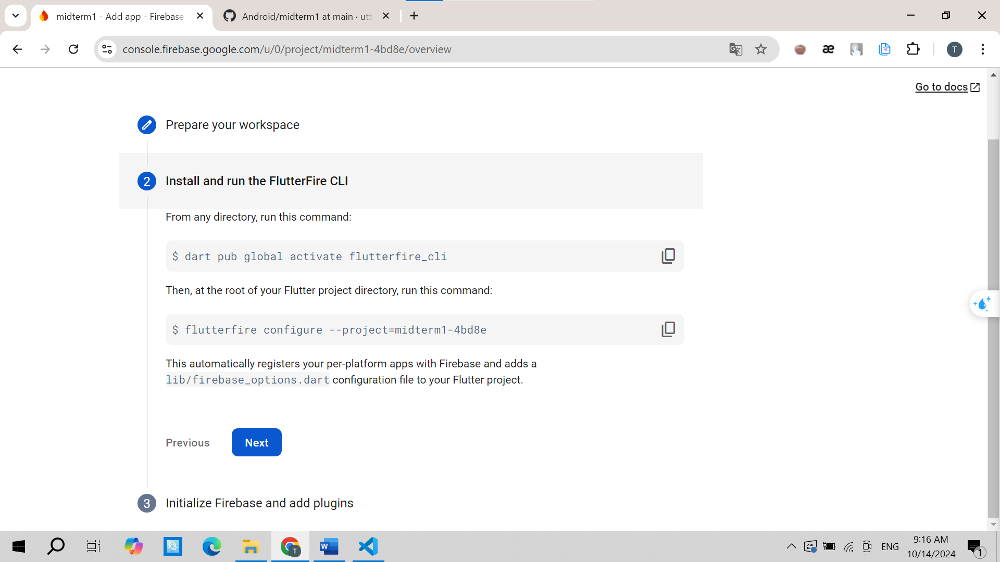 midterm1 - Add app - Firebase
Android/midterm1 at main · utt
console.firebase.google.com/u/0/project/midterm1-4bd8e/overview
æ
T
Go to docs
Prepare your workspace
2
Install and run the FlutterFire CLI
From any directory, run this command:
$ dart pub global activate flutterfire_cli
Then, at the root of your Flutter project directory, run this command:
$ flutterfire configure --project=midterm1-4bd8e
This automatically registers your per-platform apps with Firebase and adds a
lib/firebase_options.dart configuration file to your Flutter project.
Previous
Next
3
Initialize Firebase and add plugins
T
W
ENG
9:16 AM
10/14/2024
1